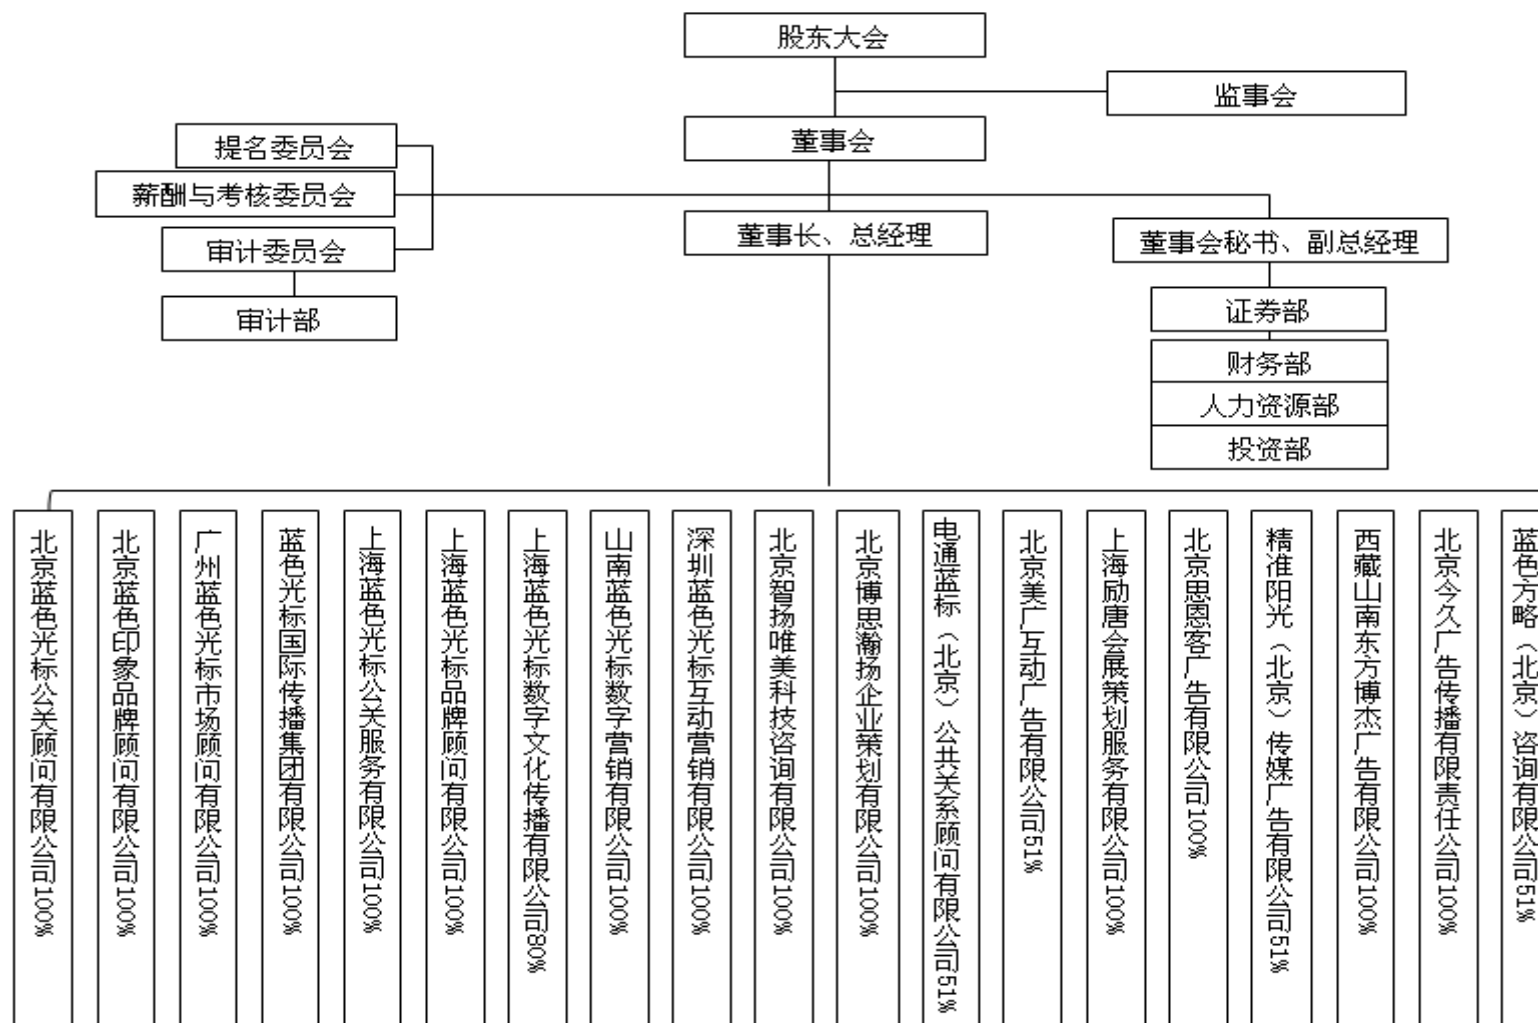 股东大会
监事会
董事会
提名委员会
薪酬与考核委员会
审计委员会
审计部
董事长、总经理
董事会秘书、副总经理
证券部
财务部
人力资源部
投资部
北京蓝色光标公关顾问有限公司100%
北京蓝色印象品牌顾问有限公司100%
广州蓝色光标市场顾问有限公司100%
蓝色光标国际传播集团有限公司100%
上海蓝色光标公关服务有限公司100%
上海蓝色光标品牌顾问有限公司100%
上海蓝色光标数字文化传播有限公司80%
山南蓝色光标数字营销有限公司100%
深圳蓝色光标互动营销有限公司100%
北京智扬唯美科技咨询有限公司100%
北京博思瀚扬企业策划有限公司100%
电通蓝标（北京）公共关系顾问有限公司51%
北京美广互动广告有限公司51%
上海励唐会展策划服务有限公司100%
北京思恩客广告有限公司100%
精准阳光（北京）传媒广告有限公司51%
西藏山南东方博杰广告有限公司100%
北京今久广告传播有限责任公司100%
蓝色方略（北京）咨询有限公司51%